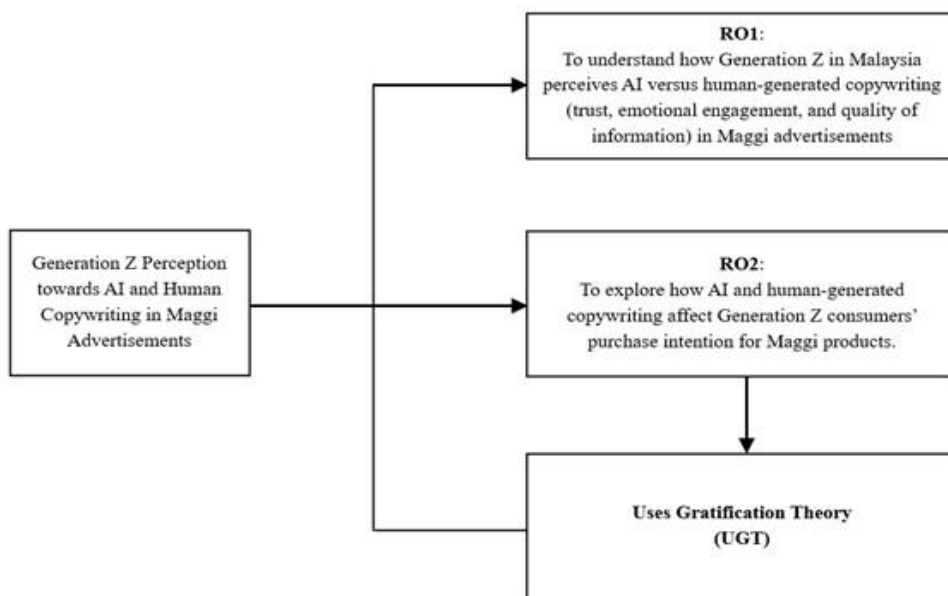 Generation Z Perception
towards AI and Human
Copywriting in Maggi
Advertisements
RO1:
To understand how Generation Z in Malaysia
perceives AI versus human-generated copywriting
(trust, emotional engagement, and quality of
information) in Maggi advertisements
RO2:
To explore how AI and human-generated
copywriting affect Generation Z consumers’
purchase intention for Maggi products.
Uses Gratification Theory
(UGT)